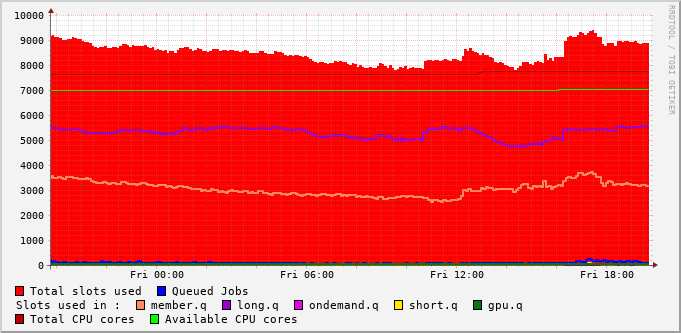 10000
9000
8000
7000
6000
5000
4000
3000
2000
1000
0
Fri 00:00 Fri 06:00 Fri 12:00 Fri 18:00
Total slots used Queued Jobs
Slots used in : member.q long.q ondemand.q short.q gpu.q
Total CPU cores Available CPU cores
RRDTOOL / TOBI OETIKER